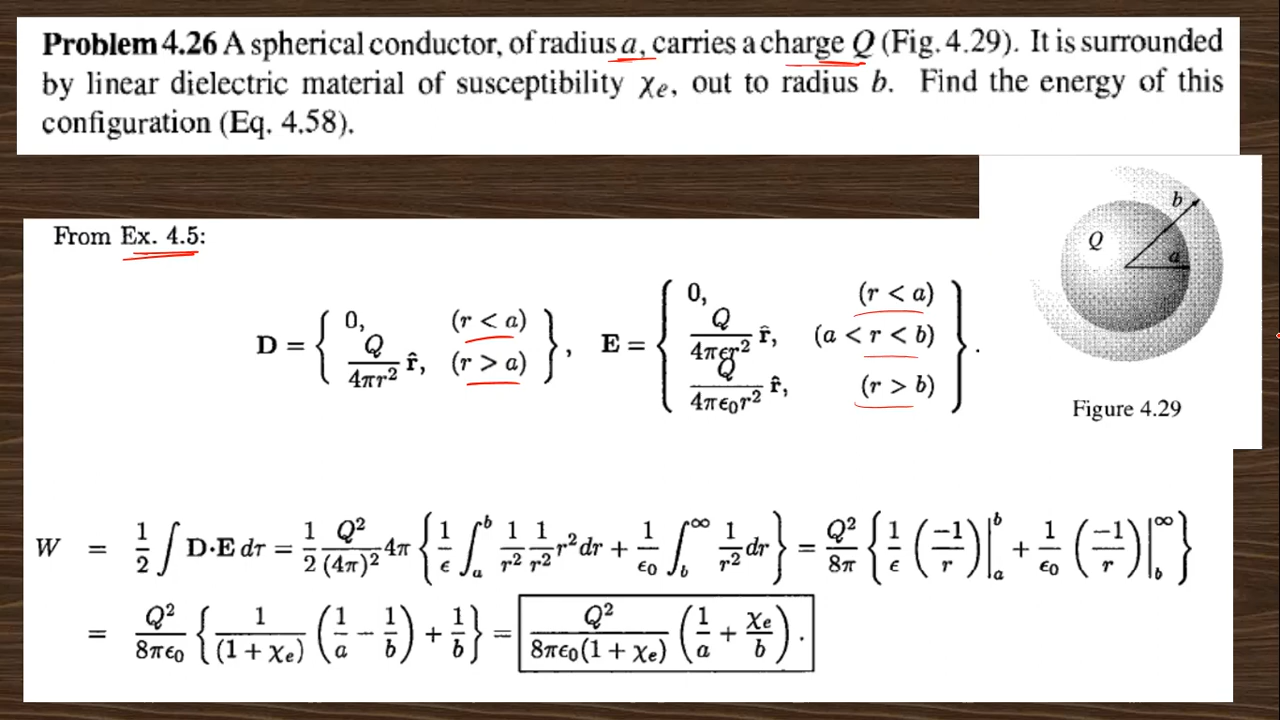 Problem 4.26 A spherical conductor, of radius a, carries a charge Q (Fig. 4.29). It is surrounded
by linear dielectric material of susceptibility χe, out to radius b. Find the energy of this
configuration (Eq. 4.58).
From Ex. 4.5:
D = { 0, (r < a)
Q/4πr² r̂, (r > a) },
E = { 0, (r < a)
Q/4πεr² r̂, (a < r < b)
Q/4πε₀r² r̂, (r > b) }.
Q
b
a
Figure 4.29
W = 1/2 ∫ D·E dτ = 1/2 Q²/(4π)² 4π { 1/ε ∫ₐᵇ 1/r² 1/r² r² dr + 1/ε₀ ∫_b^∞ 1/r² dr } = Q²/8π { 1/ε (−1/r)|ₐᵇ + 1/ε₀ (−1/r)|_b^∞ }
= Q²/8πε₀ { 1/(1 + χe) (1/a − 1/b) + 1/b } = Q²/8πε₀(1 + χe) (1/a + χe/b).